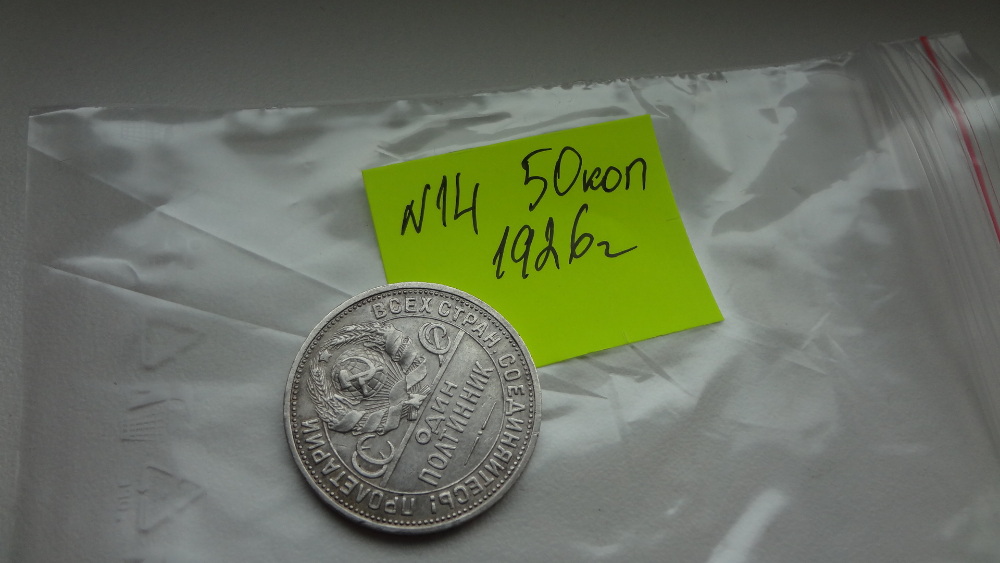 №14 50коп
1926г
ПРОЛЕТАРИИ ВСЕХ СТРАН, СОЕДИНЯЙТЕСЬ!
ОДИН
ПОЛТИННИК